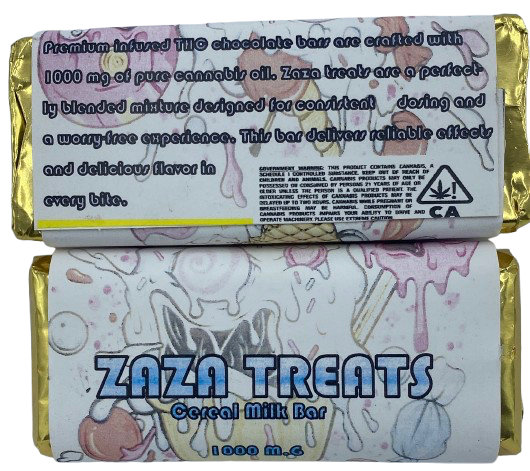 Premium infused THC chocolate bars are crafted with
1000 mg of pure cannabis oil. Zaza treats are a perfect-
ly blended mixture designed for consistent dosing and
a worry-free experience. This bar delivers reliable effects
and delicious flavor in
every bite.
GOVERNMENT WARNING: THIS PRODUCT CONTAINS CANNABIS, A
SCHEDULE I CONTROLLED SUBSTANCE. KEEP OUT OF REACH OF
CHILDREN AND ANIMALS. CANNABIS PRODUCTS MAY ONLY BE
POSSESSED OR CONSUMED BY PERSONS 21 YEARS OF AGE OR
OLDER UNLESS THE PERSON IS A QUALIFIED PATIENT. THE
INTOXICATING EFFECTS OF CANNABIS PRODUCTS MAY BE
DELAYED UP TO TWO HOURS. CANNABIS WHILE PREGNANT OR
BREASTFEEDING MAY BE HARMFUL. CONSUMPTION OF
CANNABIS PRODUCTS IMPAIRS YOUR ABILITY TO DRIVE AND
OPERATE MACHINERY. PLEASE USE EXTREME CAUTION.
!
CA
ZAZA TREATS
Cereal Milk Bar
1000 M.G